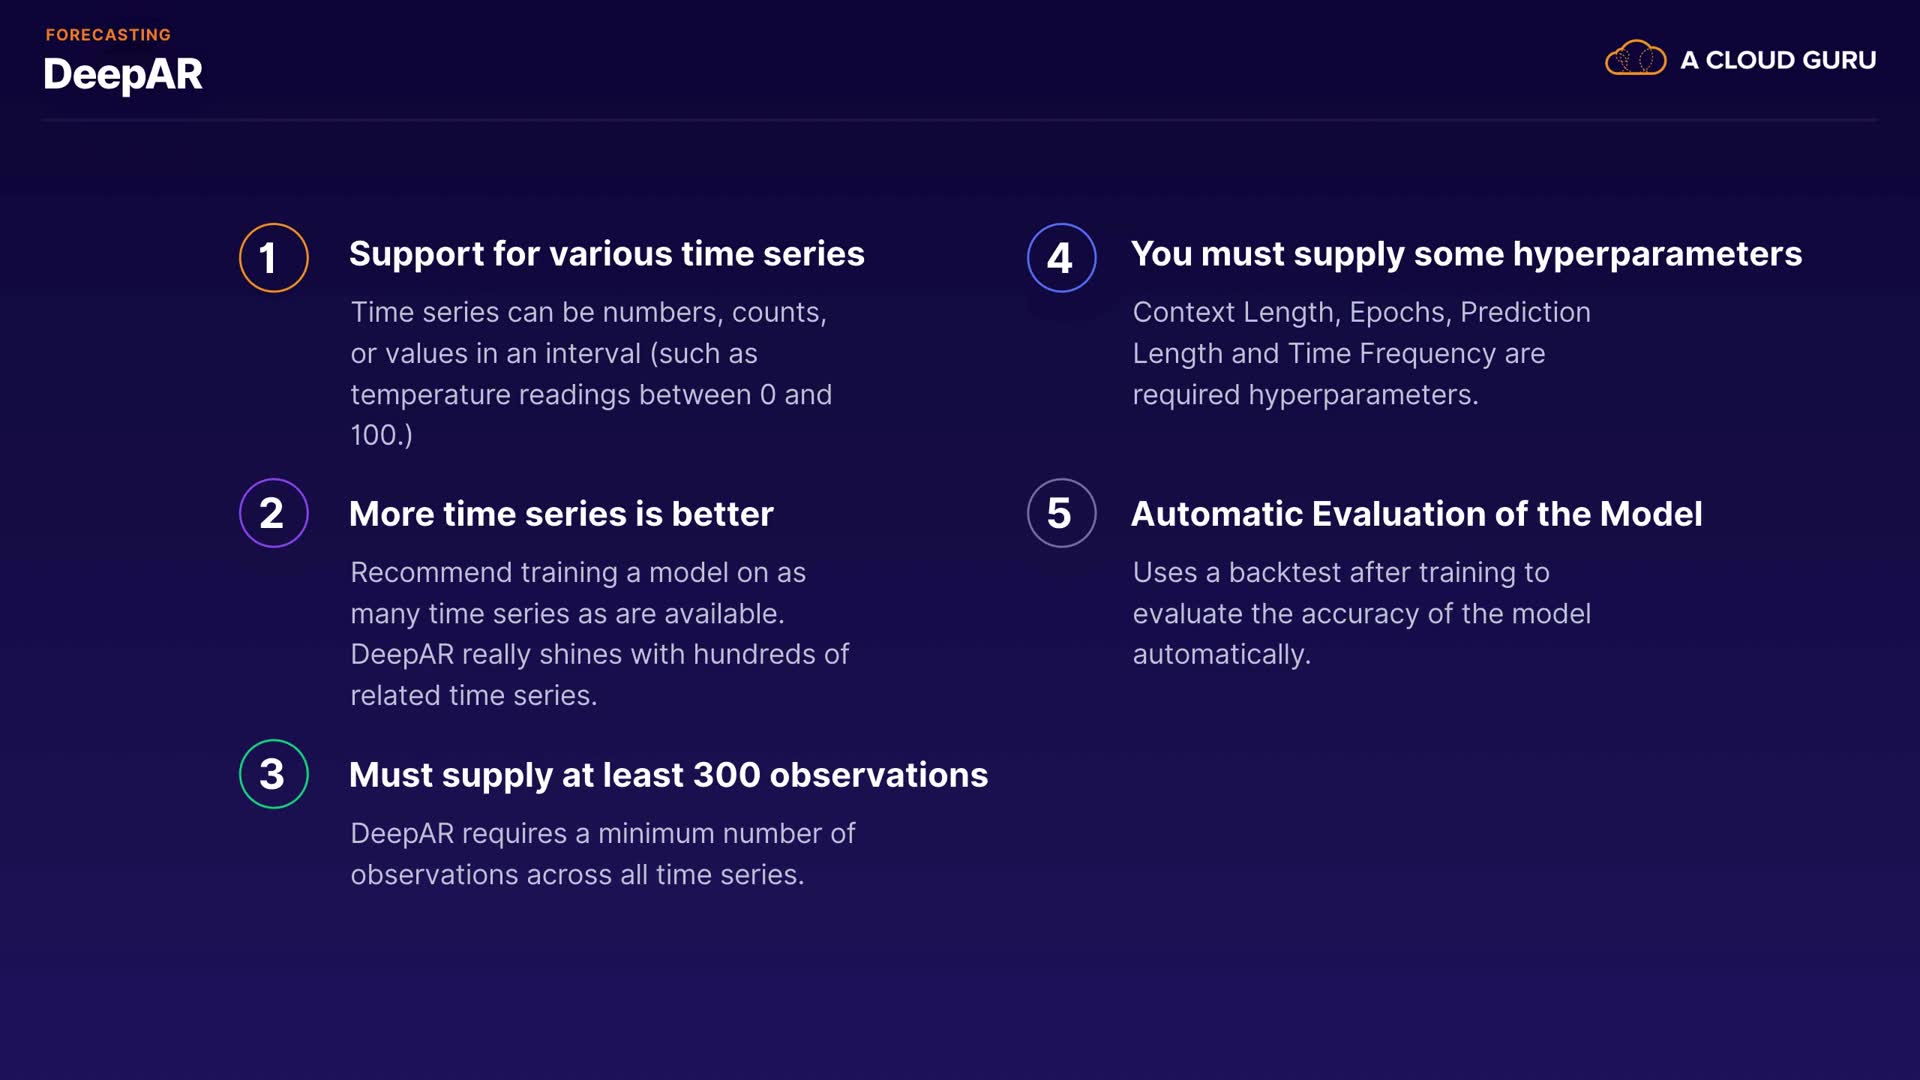 FORECASTING
DeepAR
A CLOUD GURU
1
Support for various time series
Time series can be numbers, counts,
or values in an interval (such as
temperature readings between 0 and
100.)
2
More time series is better
Recommend training a model on as
many time series as are available.
DeepAR really shines with hundreds of
related time series.
3
Must supply at least 300 observations
DeepAR requires a minimum number of
observations across all time series.
4
You must supply some hyperparameters
Context Length, Epochs, Prediction
Length and Time Frequency are
required hyperparameters.
5
Automatic Evaluation of the Model
Uses a backtest after training to
evaluate the accuracy of the model
automatically.